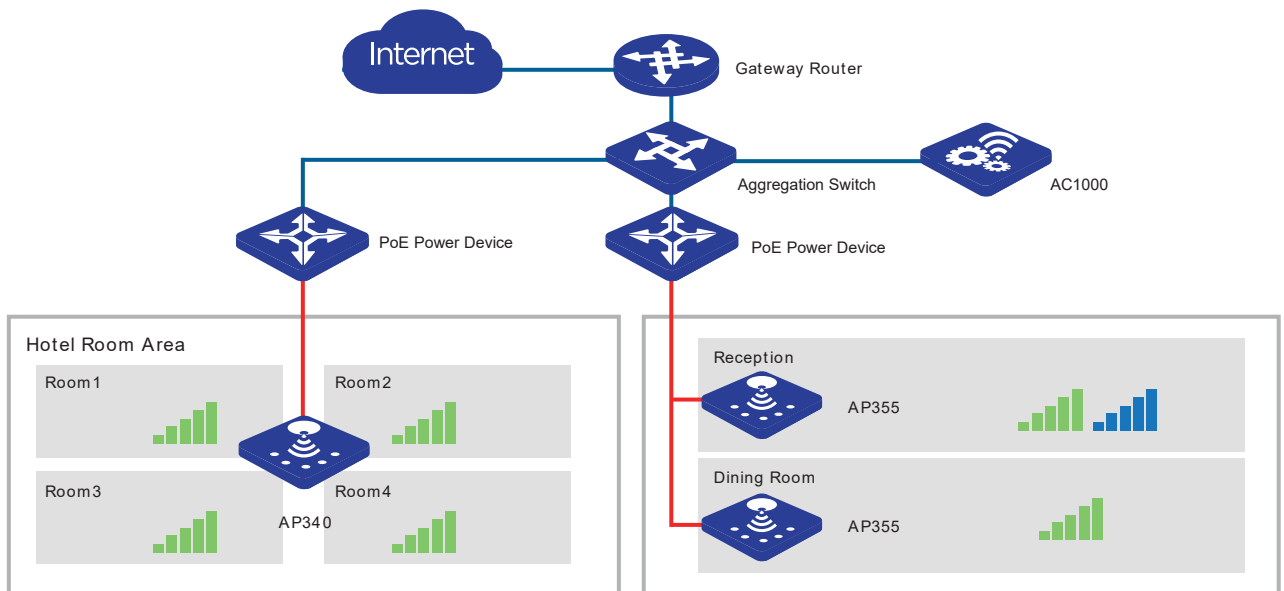 Internet
Gateway Router
Aggregation Switch
AC1000
PoE Power Device
PoE Power Device
Hotel Room Area
Room1
Room2
Room3
Room4
AP340
Reception
AP355
Dining Room
AP355